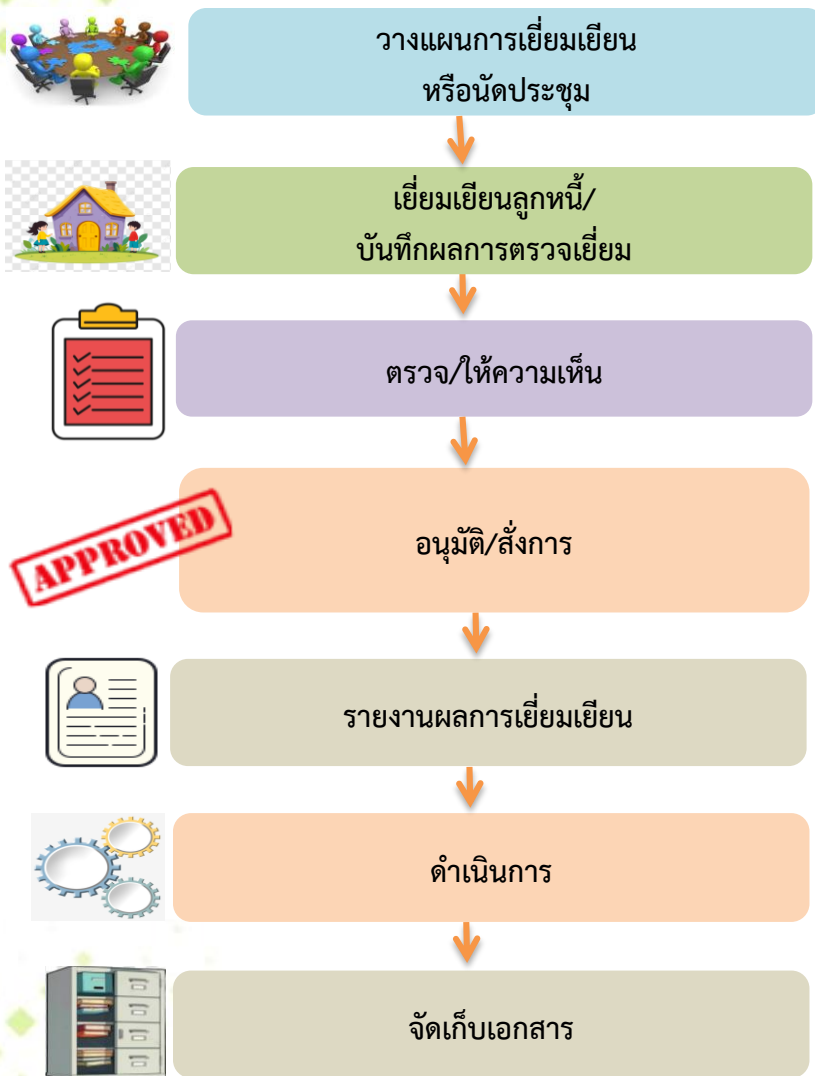 วางแผนการเยี่ยมเยียน
หรือนัดประชุม
เยี่ยมเยียนลูกหนี้/
บันทึกผลการตรวจเยี่ยม
ตรวจ/ให้ความเห็น
APPROVED
อนุมัติ/สั่งการ
รายงานผลการเยี่ยมเยียน
ดำเนินการ
จัดเก็บเอกสาร